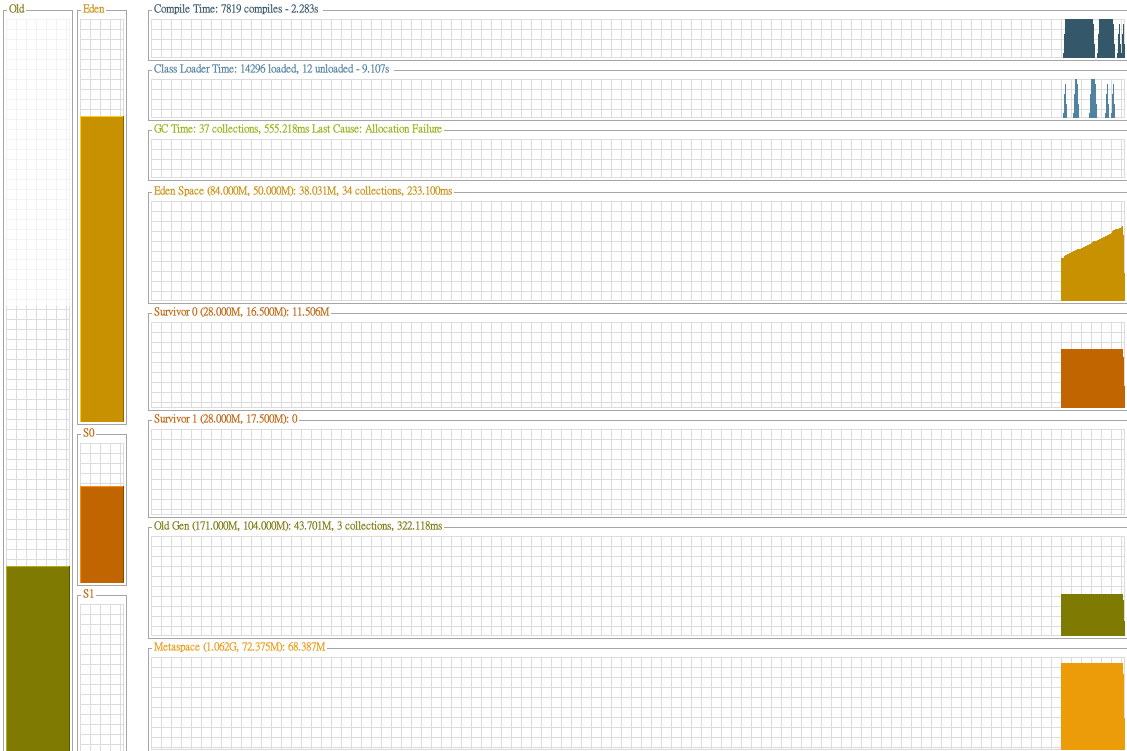 Old
Eden
S0
S1
Compile Time: 7819 compiles - 2.283s
Class Loader Time: 14296 loaded, 12 unloaded - 9.107s
GC Time: 37 collections, 555.218ms Last Cause: Allocation Failure
Eden Space (84.000M, 50.000M): 38.031M, 34 collections, 233.100ms
Survivor 0 (28.000M, 16.500M): 11.506M
Survivor 1 (28.000M, 17.500M): 0
Old Gen (171.000M, 104.000M): 43.701M, 3 collections, 322.118ms
Metaspace (1.062G, 72.375M): 68.387M